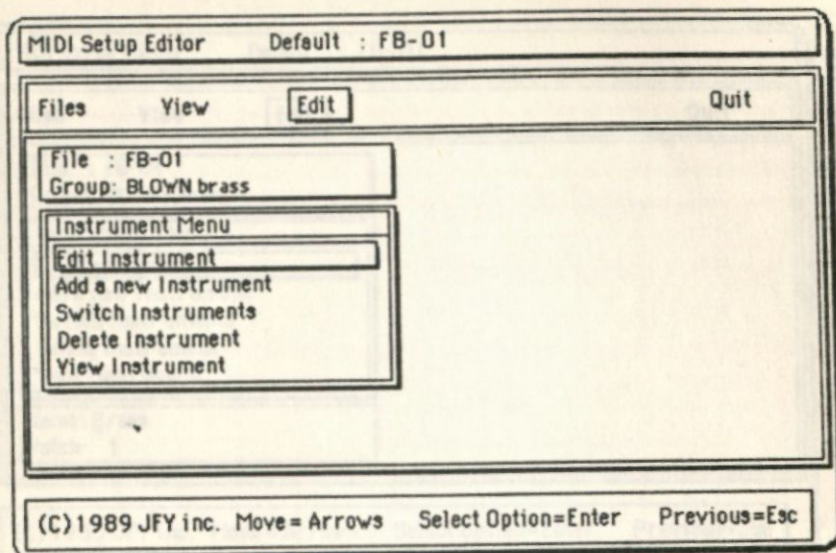 MIDI Setup Editor Default : FB-01
Files View Edit Quit
File : FB-01
Group: BLOWN brass
Instrument Menu
Edit Instrument
Add a new Instrument
Switch Instruments
Delete Instrument
View Instrument
(C)1989 JFY inc. Move= Arrows Select Option=Enter Previous=Esc